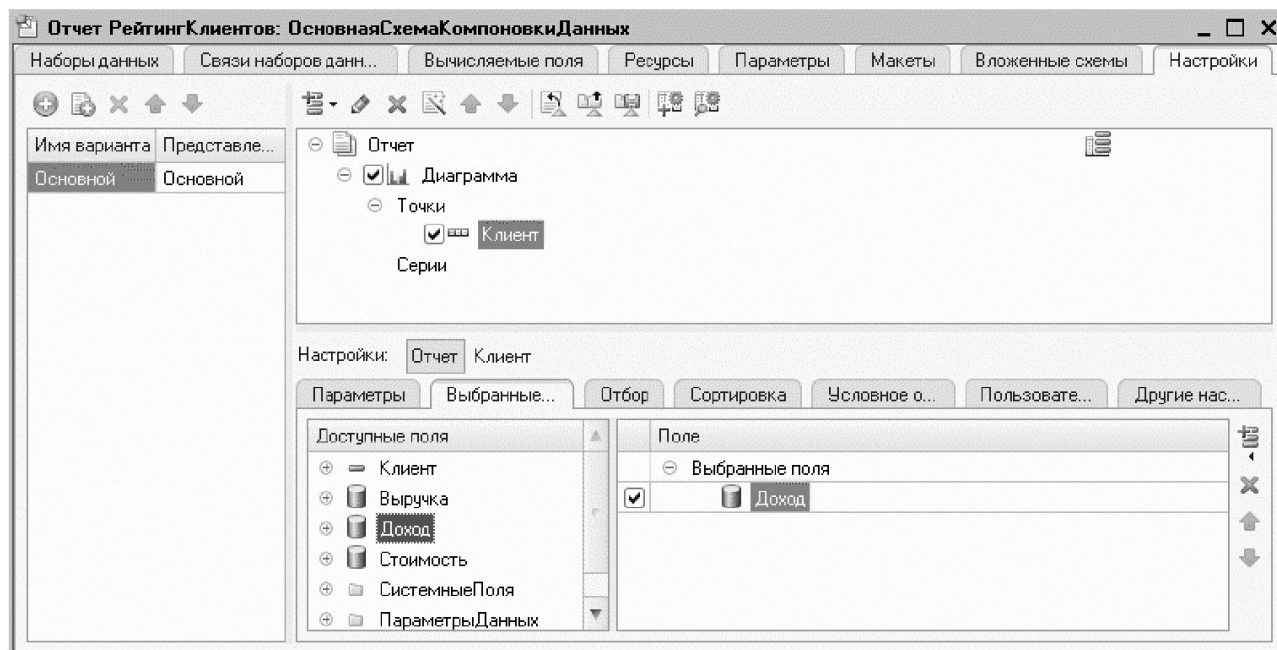 Отчет РейтингКлиентов: ОсновнаяСхемаКомпоновкиДанных
Наборы данных Связи наборов данн... Вычисляемые поля Ресурсы Параметры Макеты Вложенные схемы Настройки
Имя варианта Представле...
Основной Основной
Отчет
Диаграмма
Точки
Клиент
Серии
Настройки: Отчет Клиент
Параметры Выбранные... Отбор Сортировка Условное о... Пользовате... Другие нас...
Доступные поля
Клиент
Выручка
Доход
Стоимость
СистемныеПоля
ПараметрыДанных
Поле
Выбранные поля
Доход